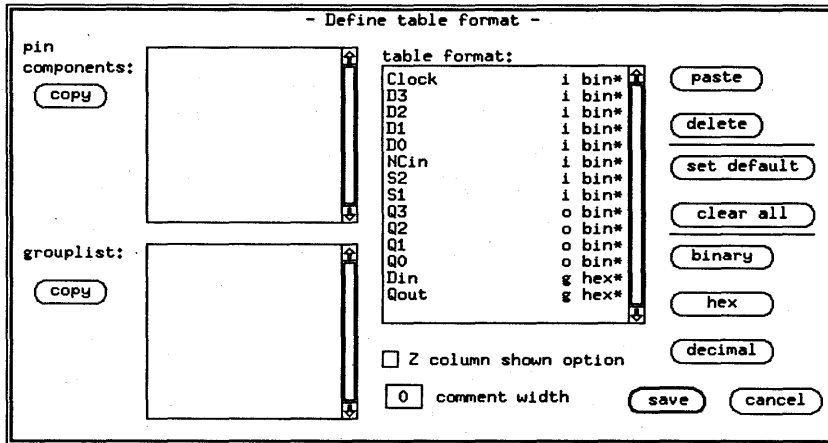 - Define table format -
pin
components:
copy
grouplist:
copy
table format:
Clock i bin*
D3 i bin*
D2 i bin*
D1 i bin*
D0 i bin*
NCin i bin*
S2 i bin*
S1 i bin*
Q3 o bin*
Q2 o bin*
Q1 o bin*
Q0 o bin*
Din g hex*
Qout g hex*
Z column shown option
0 comment width
paste
delete
set default
clear all
binary
hex
decimal
save
cancel